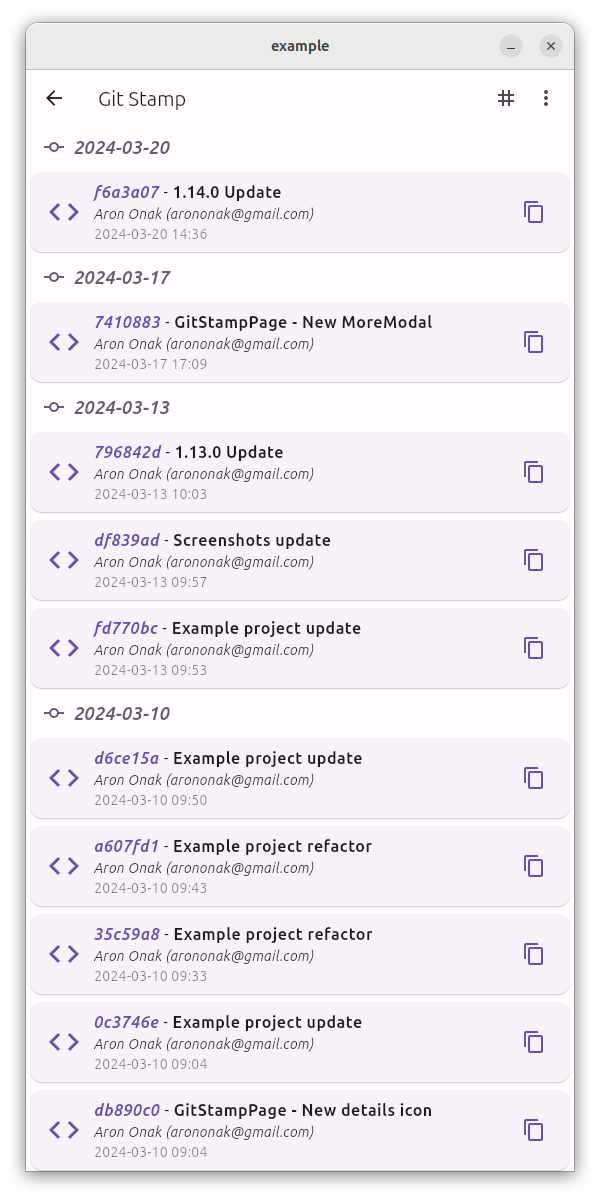 example
Git Stamp
2024-03-20
f6a3a07 - 1.14.0 Update
Aron Onak (arononak@gmail.com)
2024-03-20 14:36
2024-03-17
7410883 - GitStampPage - New MoreModal
Aron Onak (arononak@gmail.com)
2024-03-17 17:09
2024-03-13
796842d - 1.13.0 Update
Aron Onak (arononak@gmail.com)
2024-03-13 10:03
df839ad - Screenshots update
Aron Onak (arononak@gmail.com)
2024-03-13 09:57
fd770bc - Example project update
Aron Onak (arononak@gmail.com)
2024-03-13 09:53
2024-03-10
d6ce15a - Example project update
Aron Onak (arononak@gmail.com)
2024-03-10 09:50
a607fd1 - Example project refactor
Aron Onak (arononak@gmail.com)
2024-03-10 09:43
35c59a8 - Example project refactor
Aron Onak (arononak@gmail.com)
2024-03-10 09:33
0c3746e - Example project update
Aron Onak (arononak@gmail.com)
2024-03-10 09:04
db890c0 - GitStampPage - New details icon
Aron Onak (arononak@gmail.com)
2024-03-10 09:04